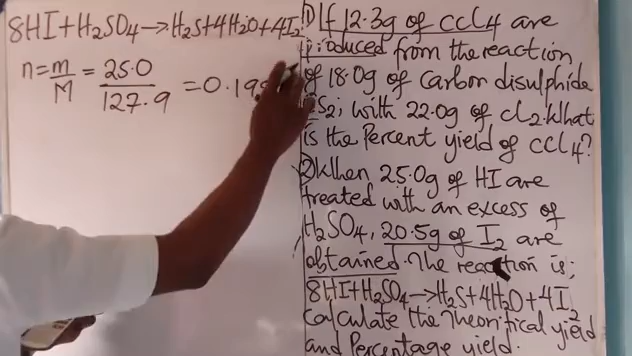 8HI+H₂SO₄→H₂S+4H₂O+4I₂
n=m/M=25.0/127.9=0.19
1) If 12.3g of CCl₄ are
produced from the reaction
of 18.0g of Carbon disulphide
S₂; with 22.0g of Cl₂. What
is the Percent yield of CCl₄?
2) When 25.0g of HI are
treated with an excess of
H₂SO₄, 20.5g of I₂ are
obtained. The reaction is;
8HI+H₂SO₄→H₂S+4H₂O+4I₂
Calculate the Theoritical yield
and Percentage yield.